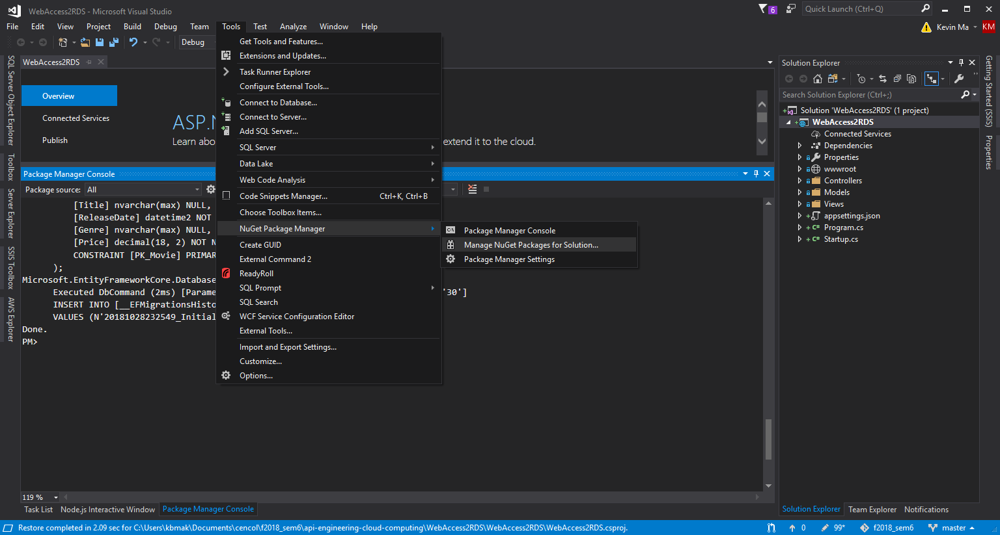 WebAccess2RDS - Microsoft Visual Studio
6
Quick Launch (Ctrl+Q)
File Edit View Project Build Debug Team Tools Test Analyze Window Help
Kevin Ma
KM
Debug
WebAccess2RDS
Overview
Connected Services
Publish
ASP.N
Learn abou
extend it to the cloud.
SQL Server Object Explorer
Toolbox
Server Explorer
SSIS Toolbox
AWS Explorer
Get Tools and Features...
Extensions and Updates...
Task Runner Explorer
Configure External Tools...
Connect to Database...
Connect to Server...
Add SQL Server...
SQL Server
Data Lake
Web Code Analysis
Code Snippets Manager... Ctrl+K, Ctrl+B
Choose Toolbox Items...
NuGet Package Manager
Create GUID
External Command 2
ReadyRoll
SQL Prompt
SQL Search
WCF Service Configuration Editor
External Tools...
Import and Export Settings...
Customize...
Options...
Package Manager Console
Manage NuGet Packages for Solution...
Package Manager Settings
Package Manager Console
Package source: All
[Title] nvarchar(max) NULL,
[ReleaseDate] datetime2 NOT
[Genre] nvarchar(max) NULL,
[Price] decimal(18, 2) NOT N
CONSTRAINT [PK_Movie] PRIMAR
);
Microsoft.EntityFrameworkCore.Database
Executed DbCommand (2ms) [Parame
'30']
INSERT INTO [__EFMigrationsHisto
VALUES (N'20181028232549_Initial
Done.
PM>
119 %
Task List Node.js Interactive Window Package Manager Console
Solution Explorer
Search Solution Explorer (Ctrl+;)
Solution 'WebAccess2RDS' (1 project)
WebAccess2RDS
Connected Services
Dependencies
Properties
wwwroot
Controllers
Models
Views
appsettings.json
C# Program.cs
C# Startup.cs
Getting Started (SSIS)
Properties
Solution Explorer Team Explorer Notifications
Restore completed in 2.09 sec for C:\Users\kbmak\Documents\cencol\f2018_sem6\api-engineering-cloud-computing\WebAccess2RDS\WebAccess2RDS\WebAccess2RDS.csproj.
0 99* f2018_sem6 master